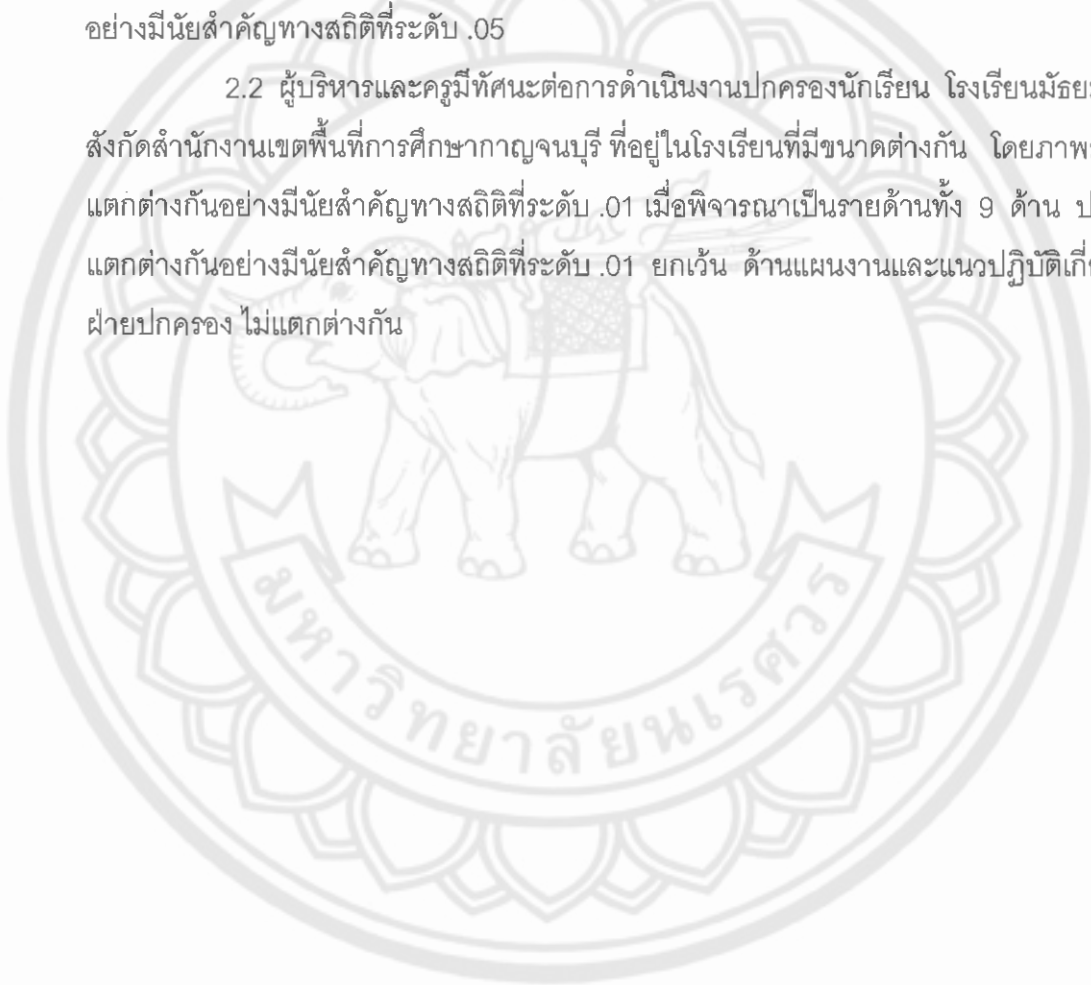 อย่างมีนัยสำคัญทางสถิติที่ระดับ .05
2.2 ผู้บริหารและครูมีทัศนะต่อการดำเนินงานปกครองนักเรียน โรงเรียนมัธย
สังกัดสำนักงานเขตพื้นที่การศึกษากาญจนบุรี ที่อยู่ในโรงเรียนที่มีขนาดต่างกัน โดยภาพ
แตกต่างกันอย่างมีนัยสำคัญทางสถิติที่ระดับ .01 เมื่อพิจารณาเป็นรายด้านทั้ง 9 ด้าน
แตกต่างกันอย่างมีนัยสำคัญทางสถิติที่ระดับ .01 ยกเว้น ด้านแผนงานและแนวปฏิบัติ
ฝ่ายปกครอง ไม่แตกต่างกัน
มหาวิทยาลัยนเรศวร